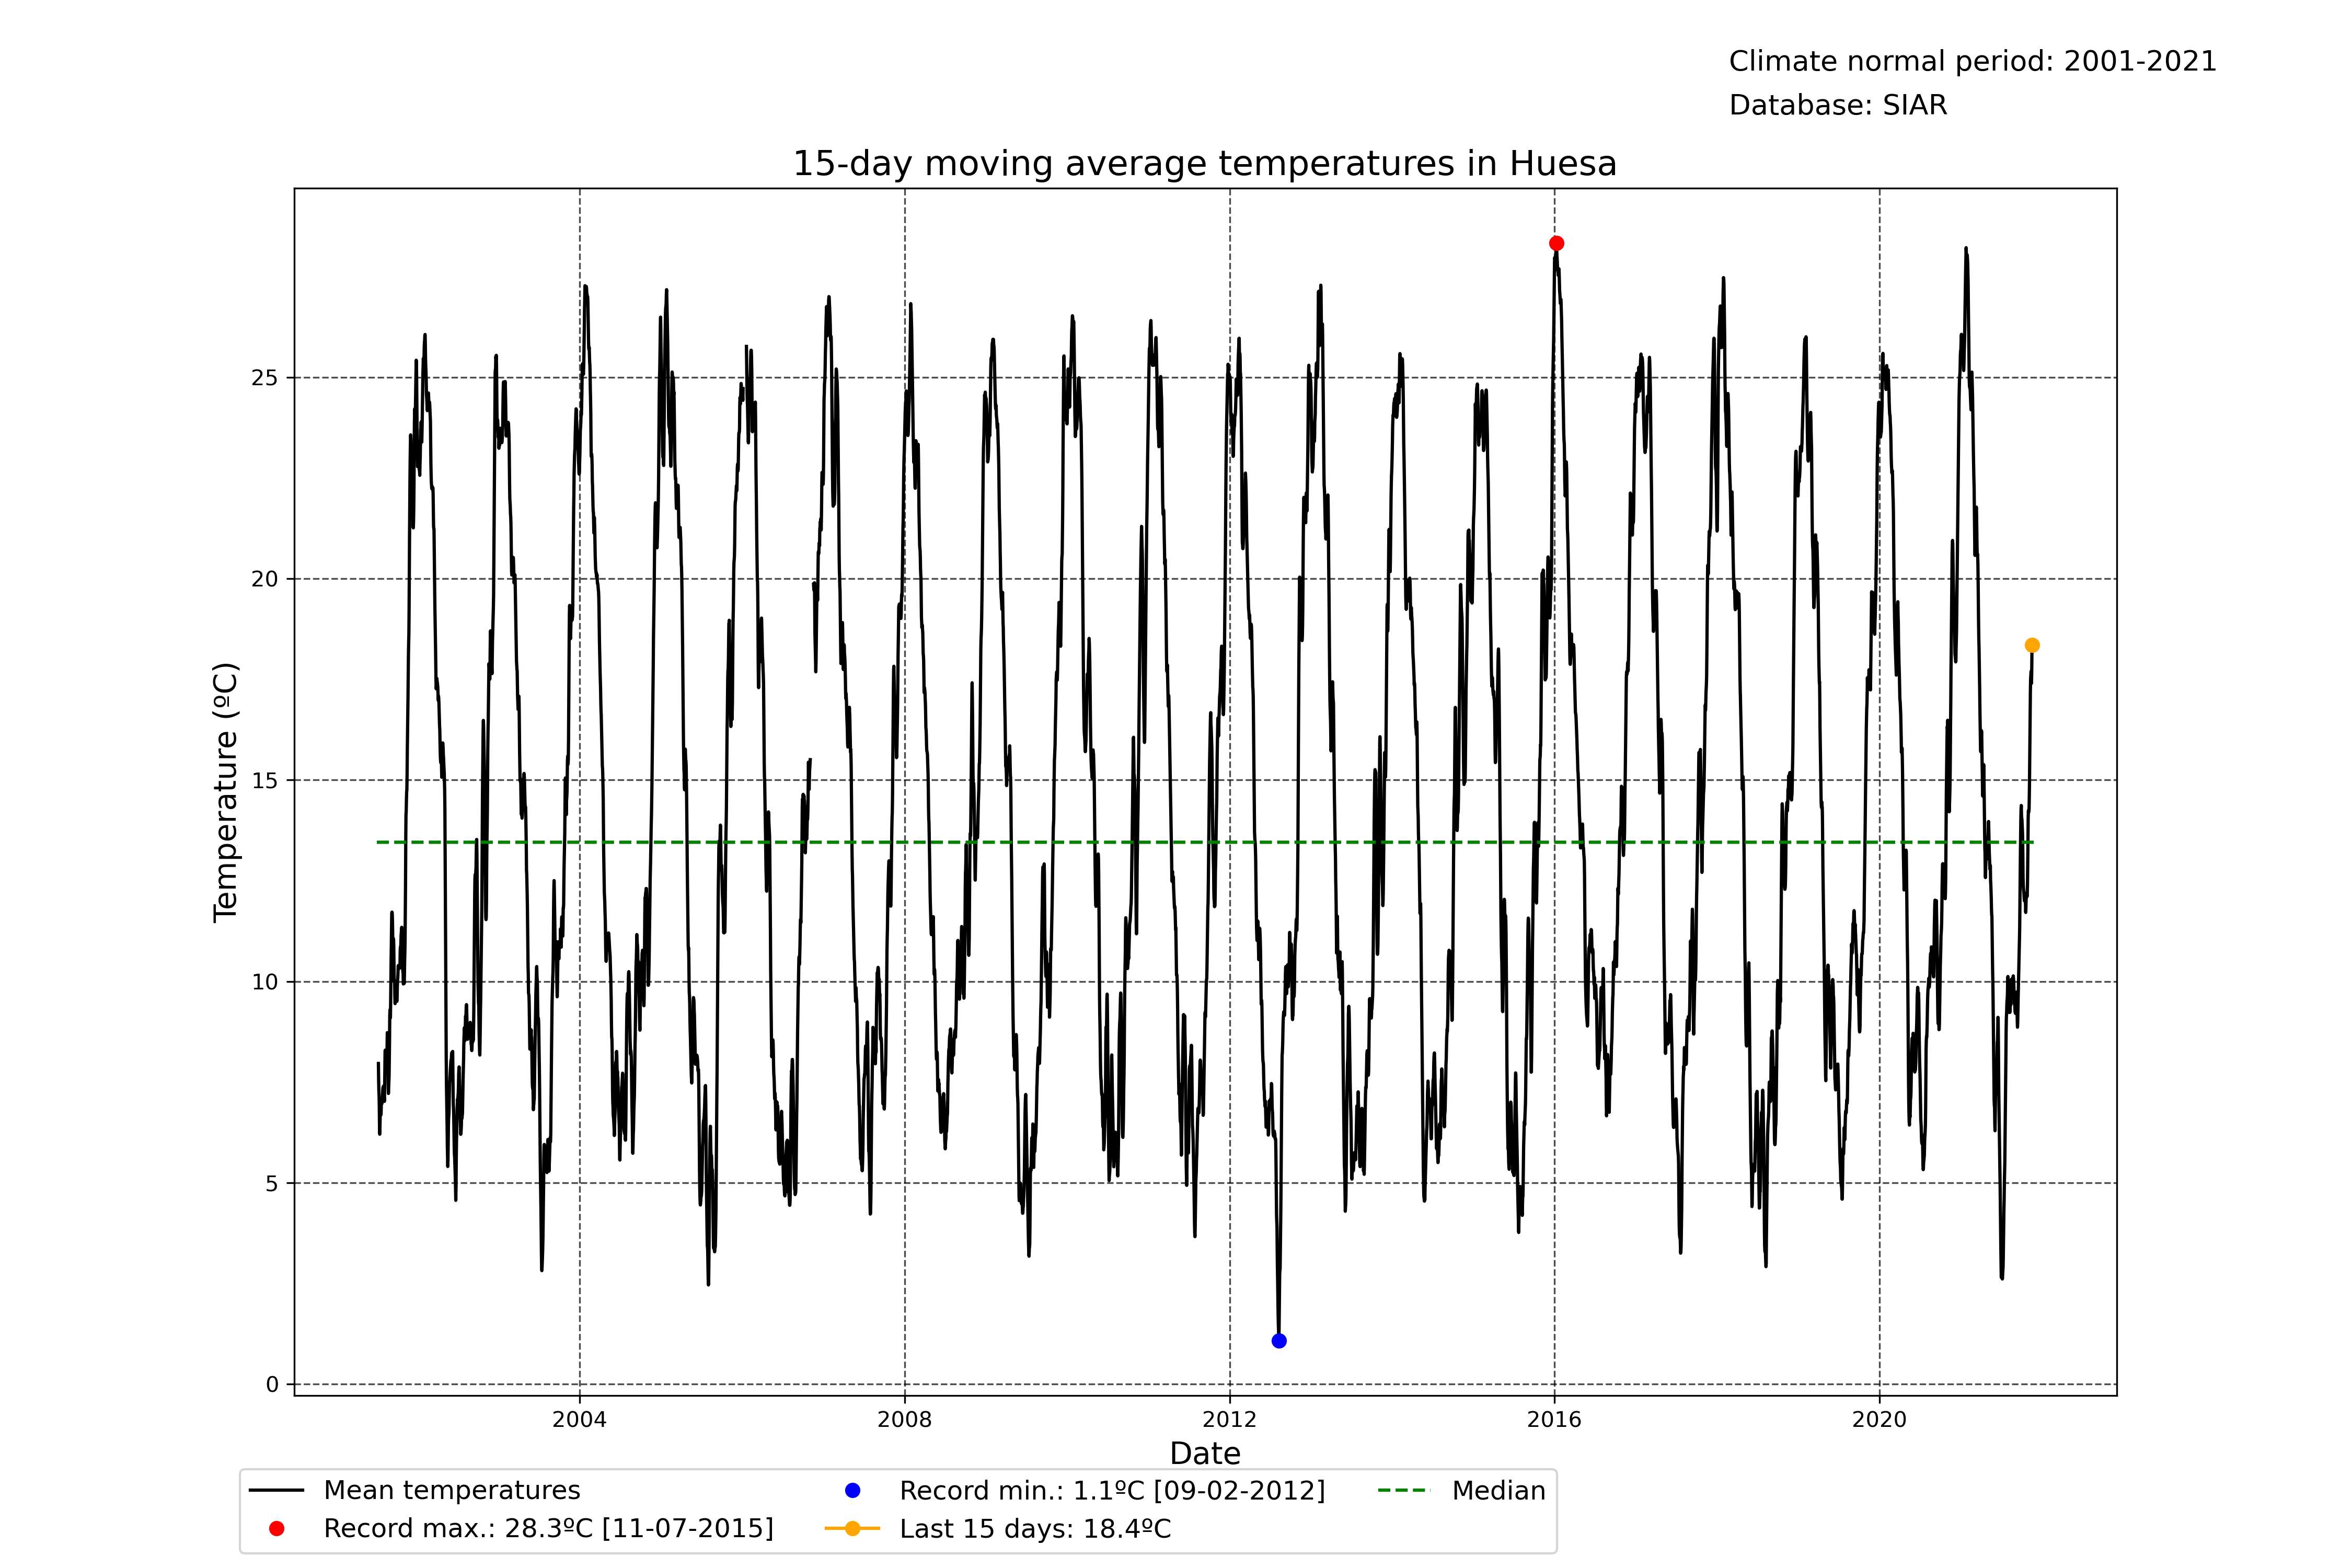 Climate normal period: 2001-2021
Database: SIAR
15-day moving average temperatures in Huesa
Temperature (ºC)
25
20
15
10
5
0
2004
2008
2012
2016
2020
Date
Mean temperatures
Record max.: 28.3ºC [11-07-2015]
Record min.: 1.1ºC [09-02-2012]
Last 15 days: 18.4ºC
Median